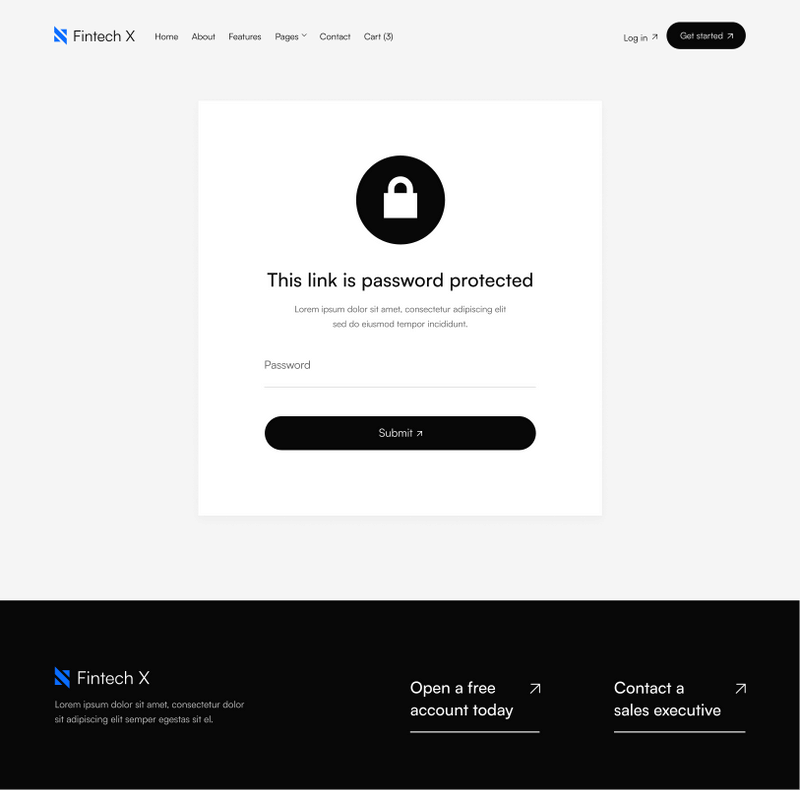 Fintech X
Home About Features Pages Contact Cart (3)
Log in
Get started
This link is password protected
Lorem ipsum dolor sit amet, consectetur adipiscing elit
sed do eiusmod tempor incididunt.
Password
Submit
Fintech X
Lorem ipsum dolor sit amet, consectetur dolor
sit adipiscing elit semper egestas sit el.
Open a free
account today
Contact a
sales executive